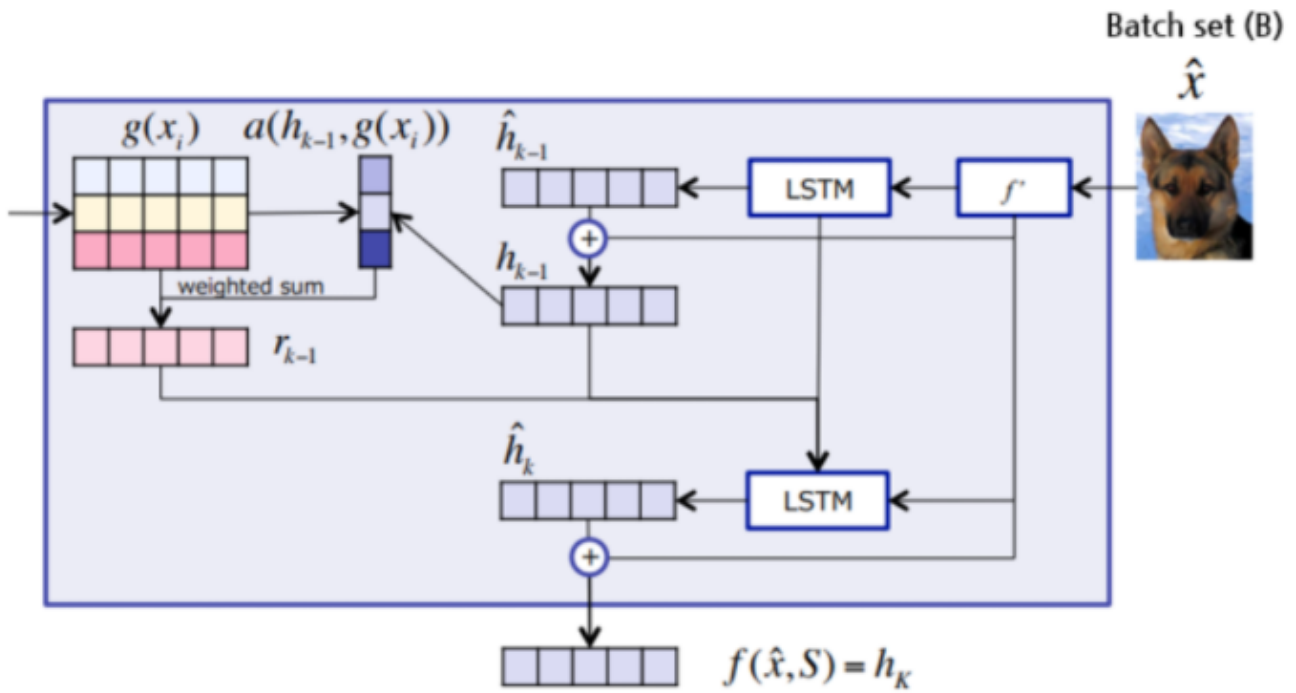 Batch set (B)
x̂
g(xᵢ) a(hₖ₋₁,g(xᵢ))
ĥₖ₋₁
LSTM
f'
+
hₖ₋₁
weighted sum
rₖ₋₁
ĥₖ
LSTM
+
f(x̂,S) = h_K